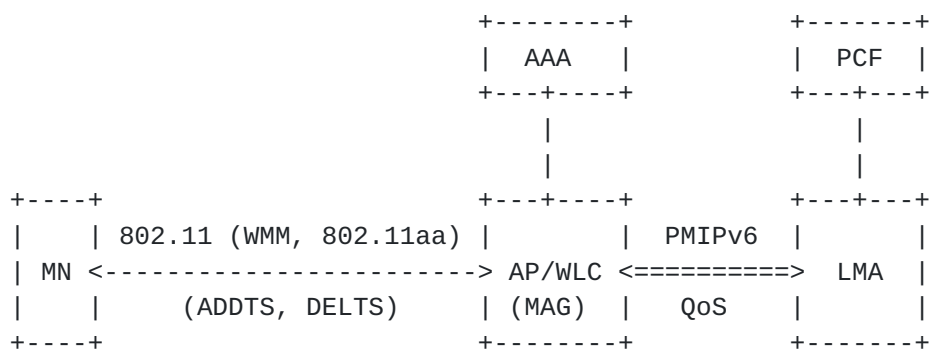 AAA PCF
802.11 (WMM, 802.11aa) PMIPv6
MN AP/WLC LMA
(ADDTS, DELTS) (MAG) QoS